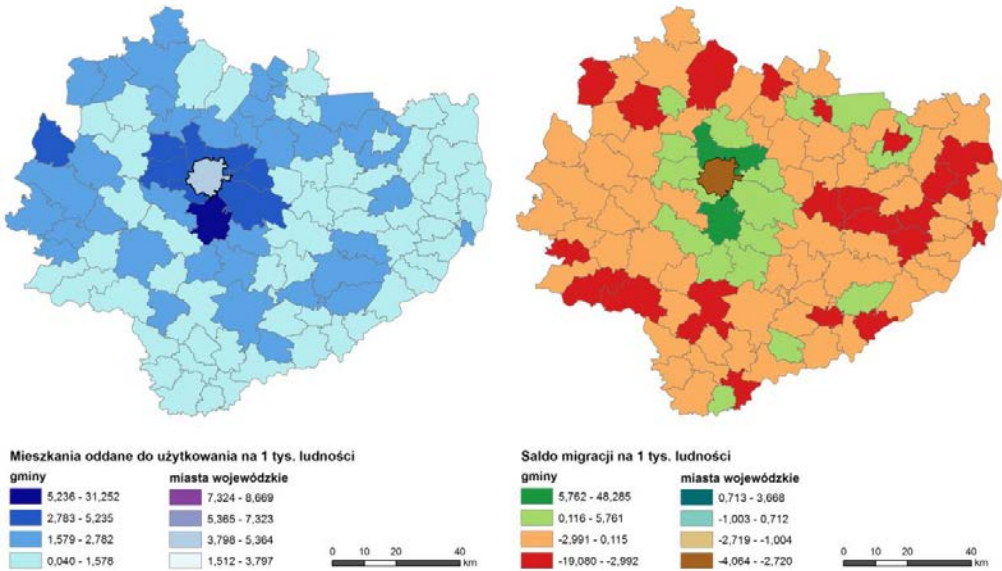 Mieszkania oddane do użytkowania na 1 tys. ludności
gminy
miasta wojewódzkie
5,236 - 31,252
7,324 - 8,669
2,783 - 5,235
5,365 - 7,323
1,579 - 2,782
3,798 - 5,364
0,040 - 1,578
1,512 - 3,797
0 10 20 40
km
Saldo migracji na 1 tys. ludności
gminy
miasta wojewódzkie
5,762 - 48,285
0,713 - 3,668
0,116 - 5,761
-1,003 - 0,712
-2,991 - 0,115
-2,719 - -1,004
-19,080 - -2,992
-4,064 - -2,720
0 10 20 40
km